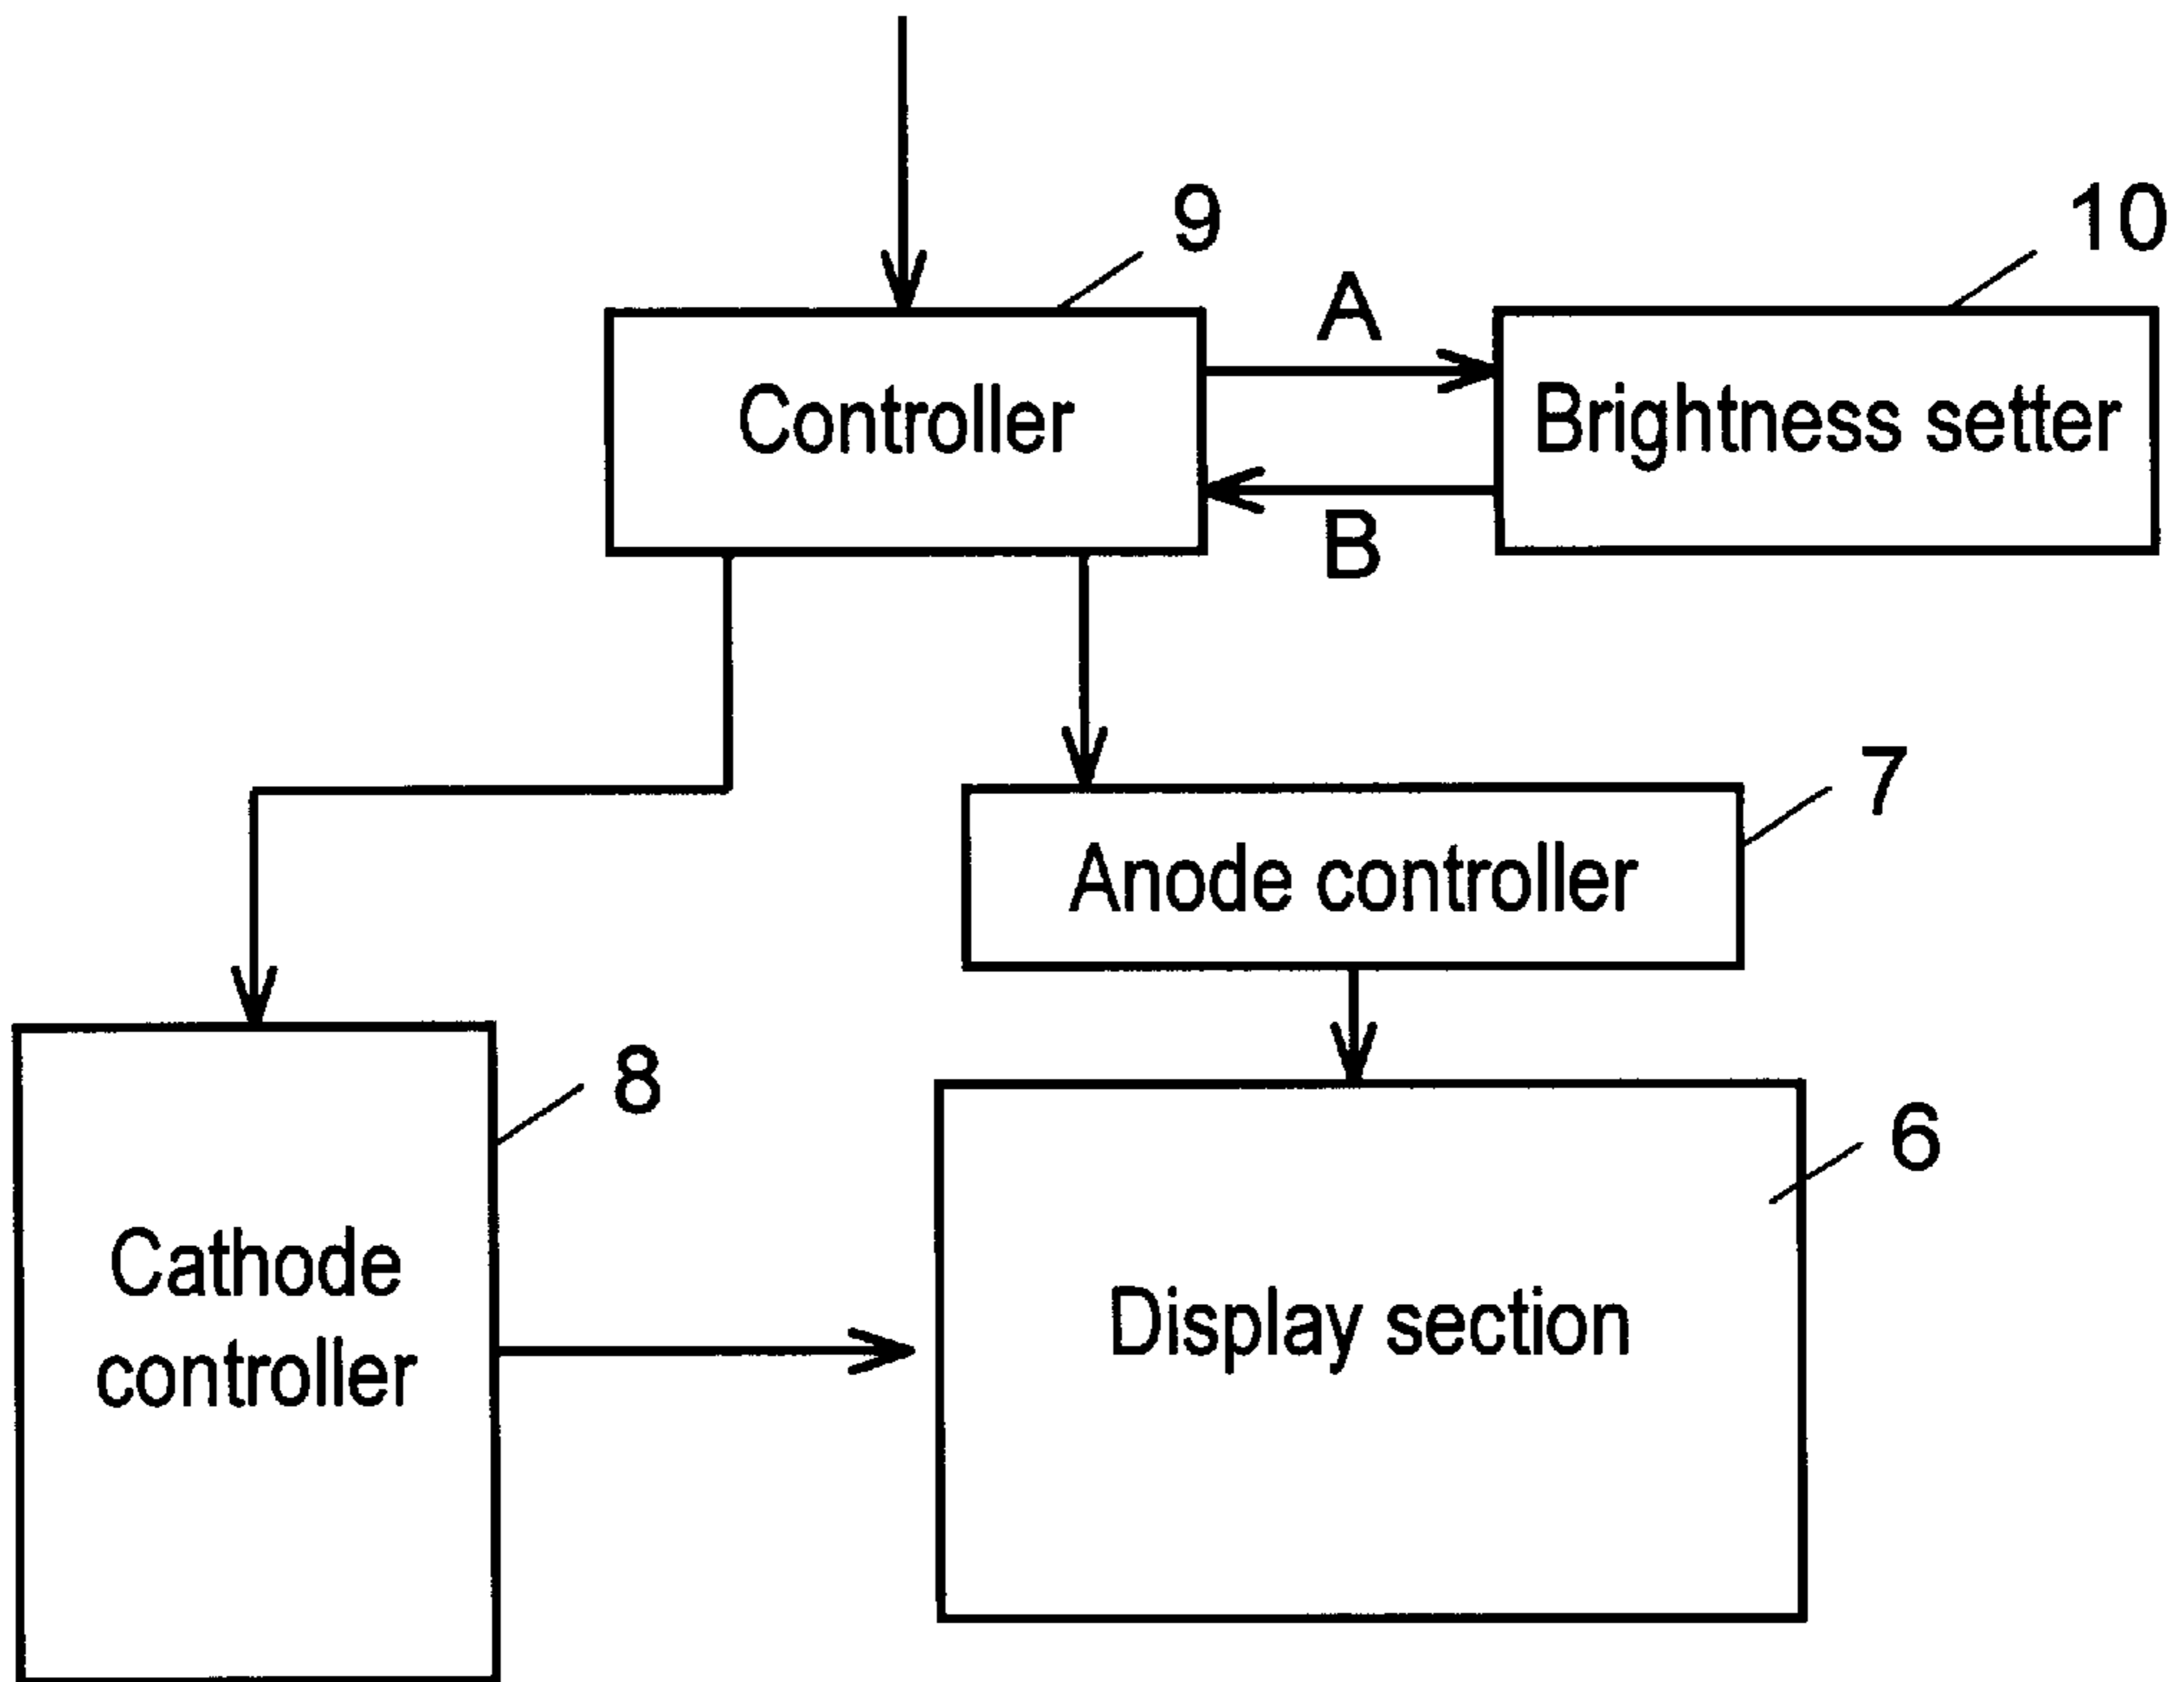 9
10
A
Controller
Brightness setter
B
7
Anode controller
8
6
Cathode
controller
Display section